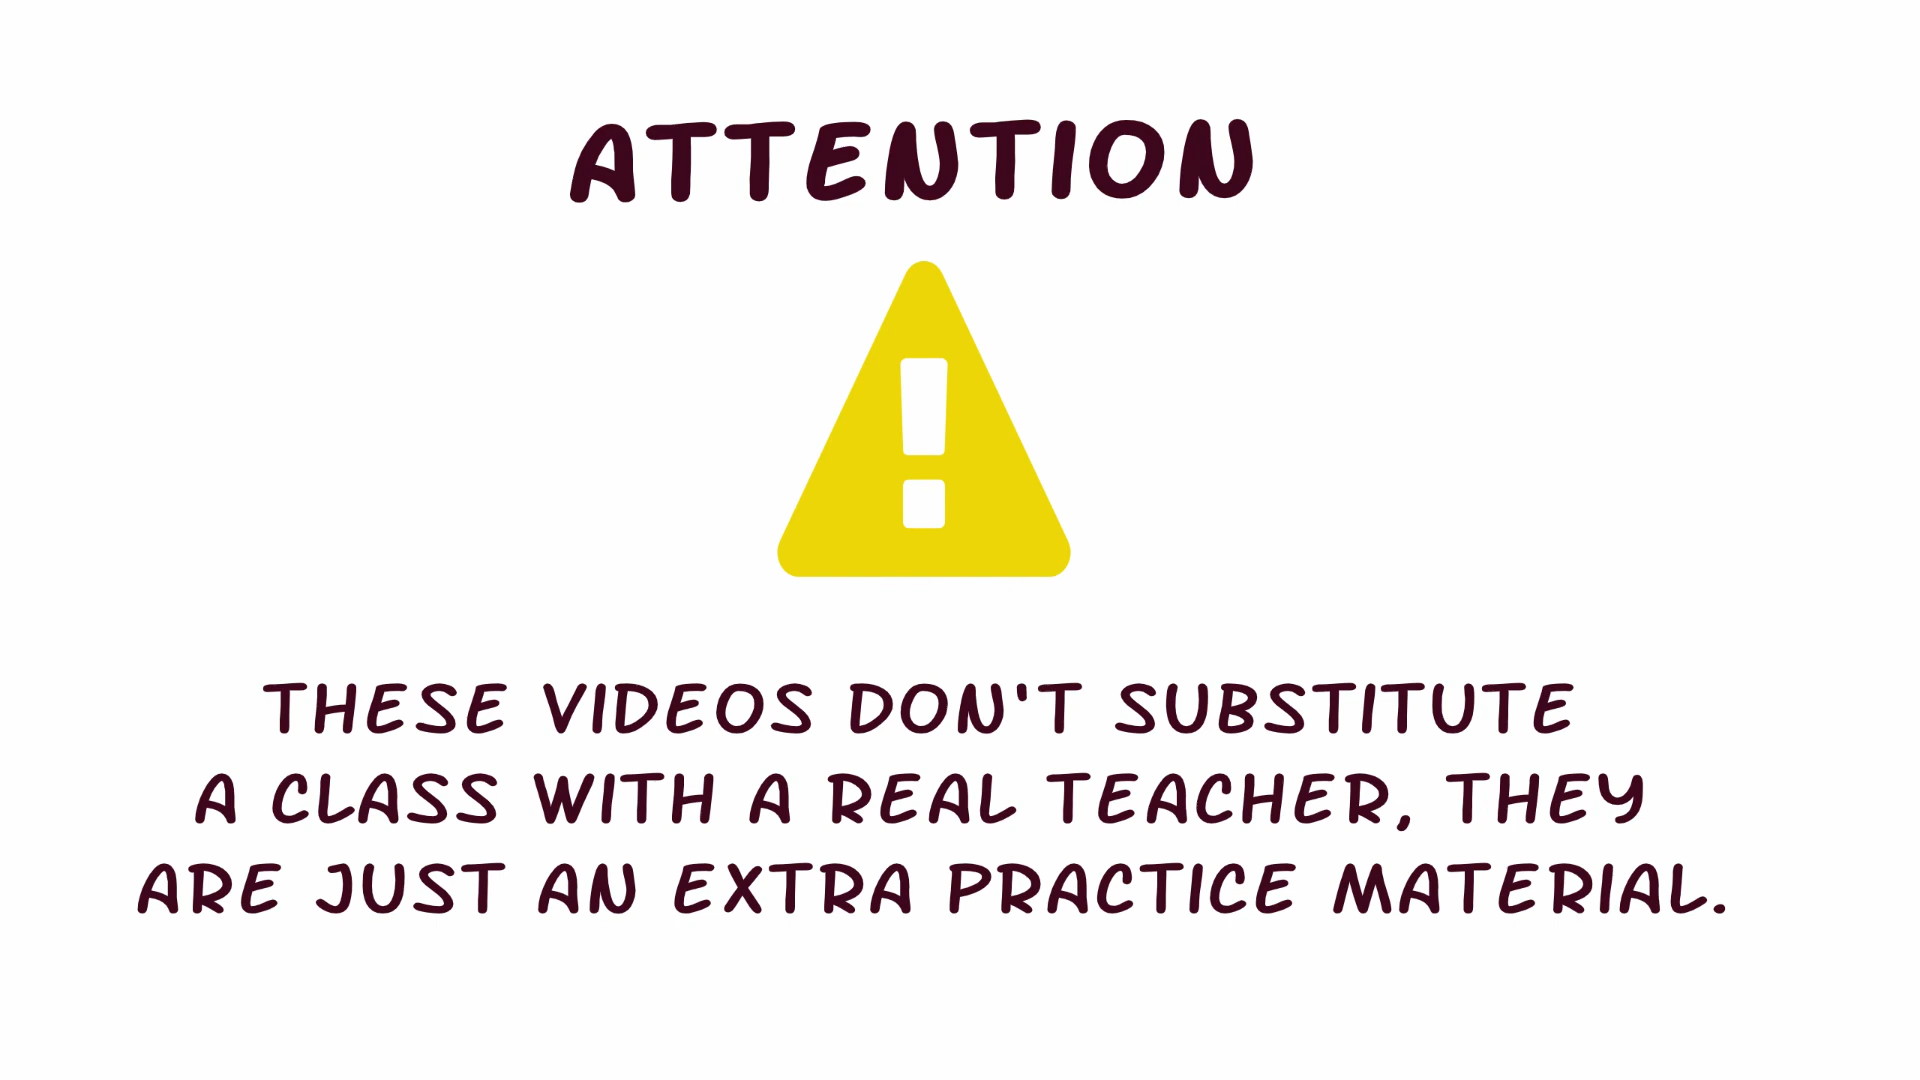 ATTENTION
THESE VIDEOS DON'T SUBSTITUTE
A CLASS WITH A REAL TEACHER, THEY
ARE JUST AN EXTRA PRACTICE MATERIAL.